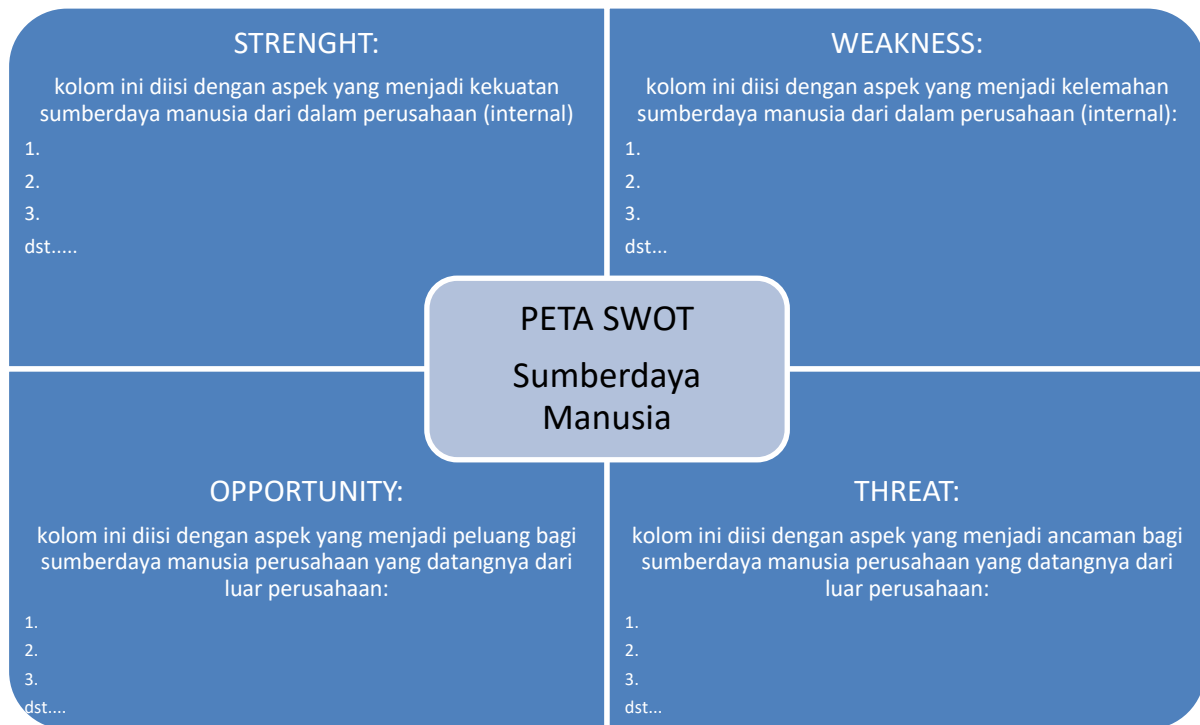 STRENGHT:
kolom ini diisi dengan aspek yang menjadi kekuatan
sumberdaya manusia dari dalam perusahaan (internal)
1.
2.
3.
dst.....
WEAKNESS:
kolom ini diisi dengan aspek yang menjadi kelemahan
sumberdaya manusia dari dalam perusahaan (internal):
1.
2.
3.
dst...
PETA SWOT
Sumberdaya
Manusia
OPPORTUNITY:
kolom ini diisi dengan aspek yang menjadi peluang bagi
sumberdaya manusia perusahaan yang datangnya dari
luar perusahaan:
1.
2.
3.
dst....
THREAT:
kolom ini diisi dengan aspek yang menjadi ancaman bagi
sumberdaya manusia perusahaan yang datangnya dari
luar perusahaan:
1.
2.
3.
dst...